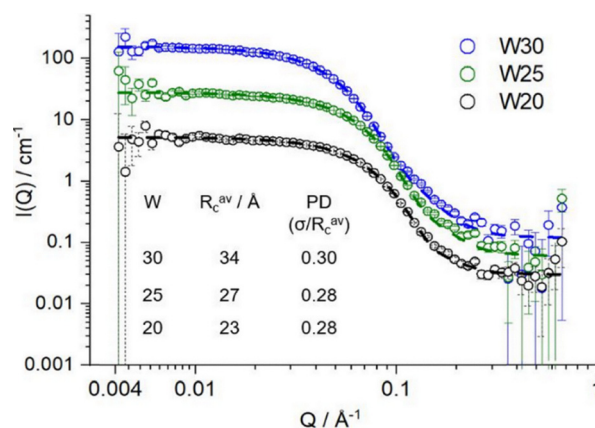 W30
W25
W20
100
10
1
0.1
0.01
0.001
I(Q) / cm⁻¹
W R_c^av / Å PD
(σ/R_c^av)
30 34 0.30
25 27 0.28
20 23 0.28
0.004 0.01 0.1 1
Q / Å⁻¹